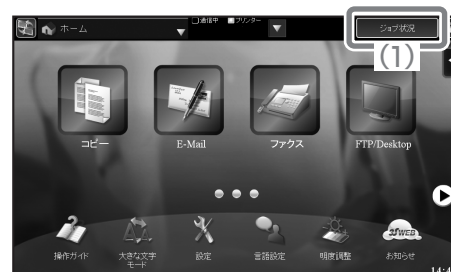 ホーム
通信中 プリンター
ジョブ状況
(1)
コピー
E-Mail
ファクス
FTP/Desktop
操作ガイド
大きな文字
モード
設定
言語設定
明度調整
WEB
お知らせ